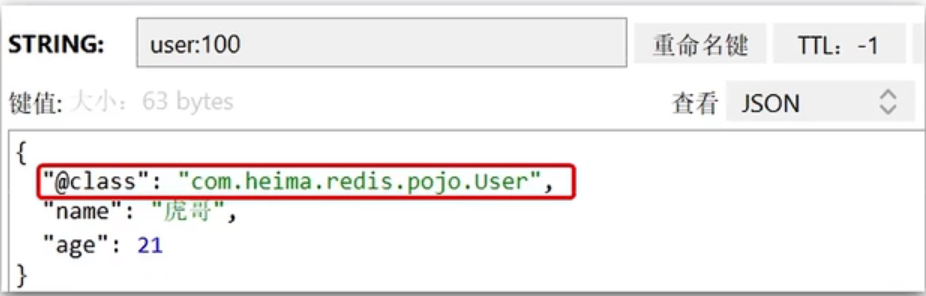 STRING: user:100 重命名键 TTL: -1
键值: 大小: 63 bytes 查看 JSON
{
"@class": "com.heima.redis.pojo.User",
"name": "虎哥",
"age": 21
}